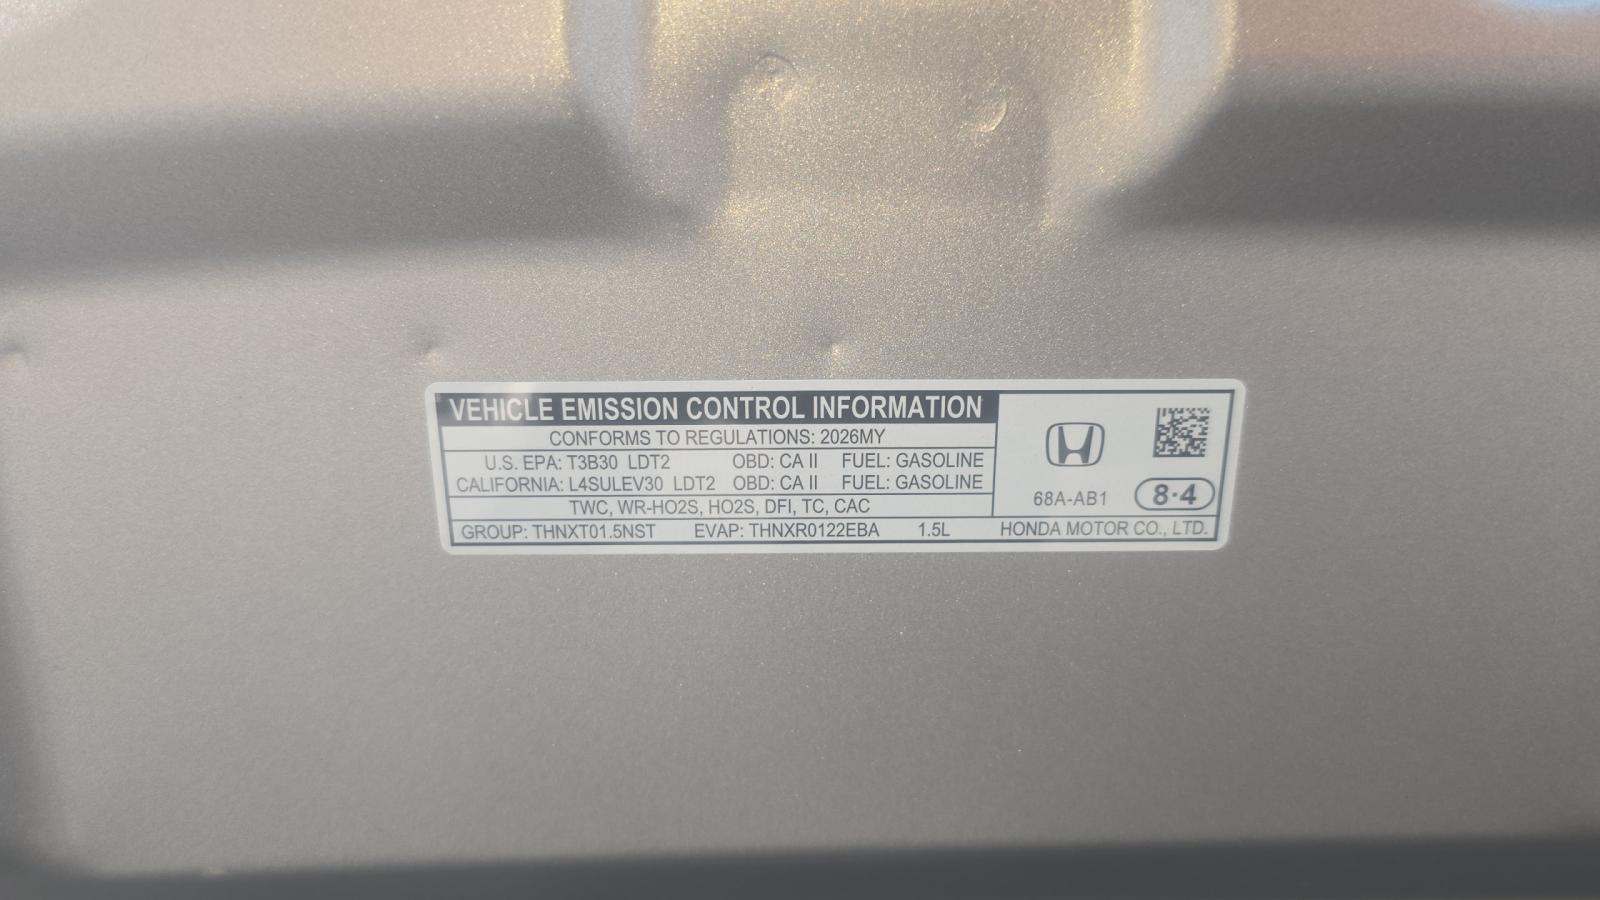 VEHICLE EMISSION CONTROL INFORMATION
CONFORMS TO REGULATIONS: 2026MY
U.S. EPA: T3B30 LDT2 OBD: CA II FUEL: GASOLINE
CALIFORNIA: L4SULEV30 LDT2 OBD: CA II FUEL: GASOLINE
TWC, WR-HO2S, HO2S, DFI, TC, CAC
68A-AB1 8·4
GROUP: THNXT01.5NST EVAP: THNXR0122EBA 1.5L HONDA MOTOR CO., LTD.